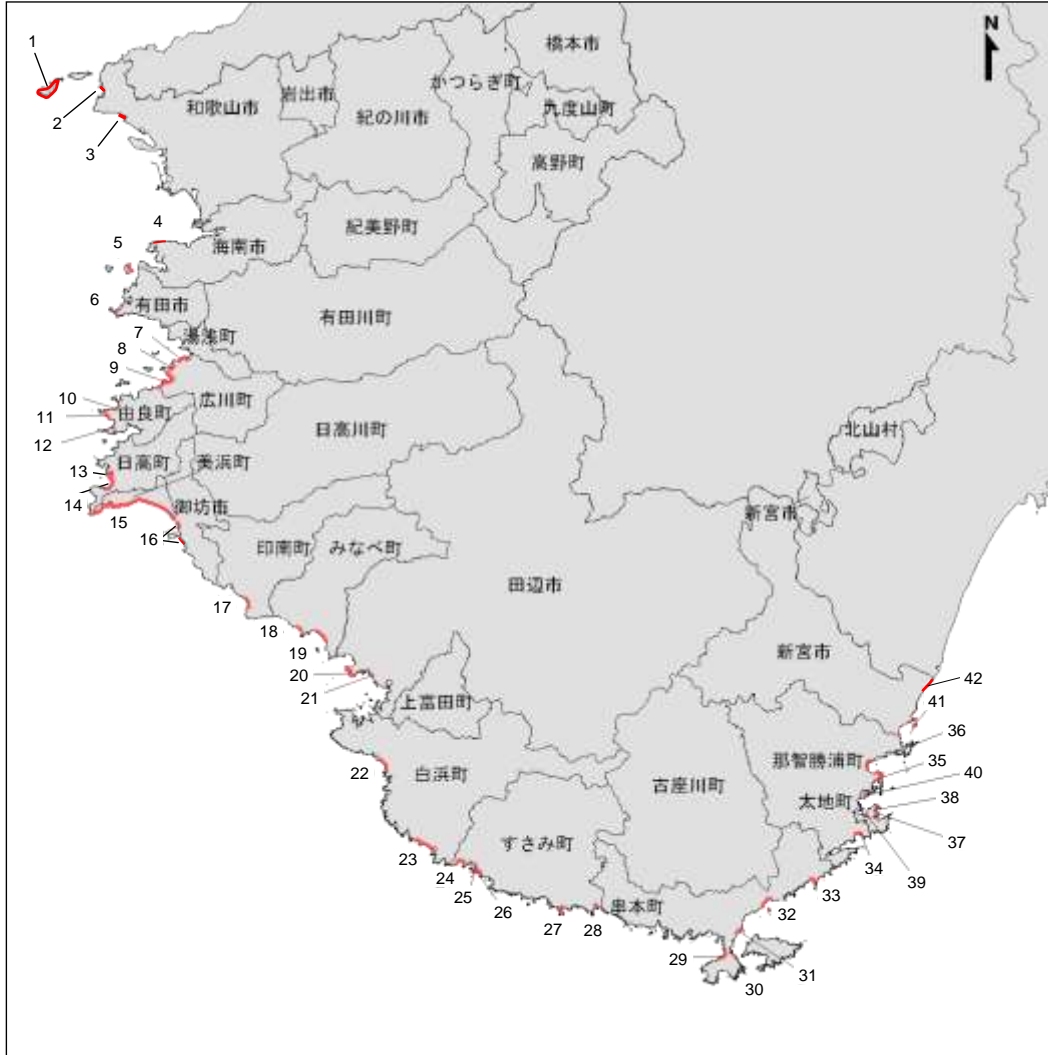 N
橋本市
1
かつらぎ町
岩出市
和歌山市
九度山町
紀の川市
2
3
高野町
4
紀美野町
海南市
5
6
有田市
有田川町
7
湯浅町
8
9
広川町
10
由良町
11
日高川町
北山村
12
日高町
美浜町
13
14
御坊市
15
新宮市
16
印南町
みなべ町
田辺市
17
18
19
新宮市
20
21
42
上富田町
41
36
22
白浜町
那智勝浦町
35
古座川町
40
太地町
38
すさみ町
23
37
34
24
39
25
33
26
串本町
32
27
28
29
31
30